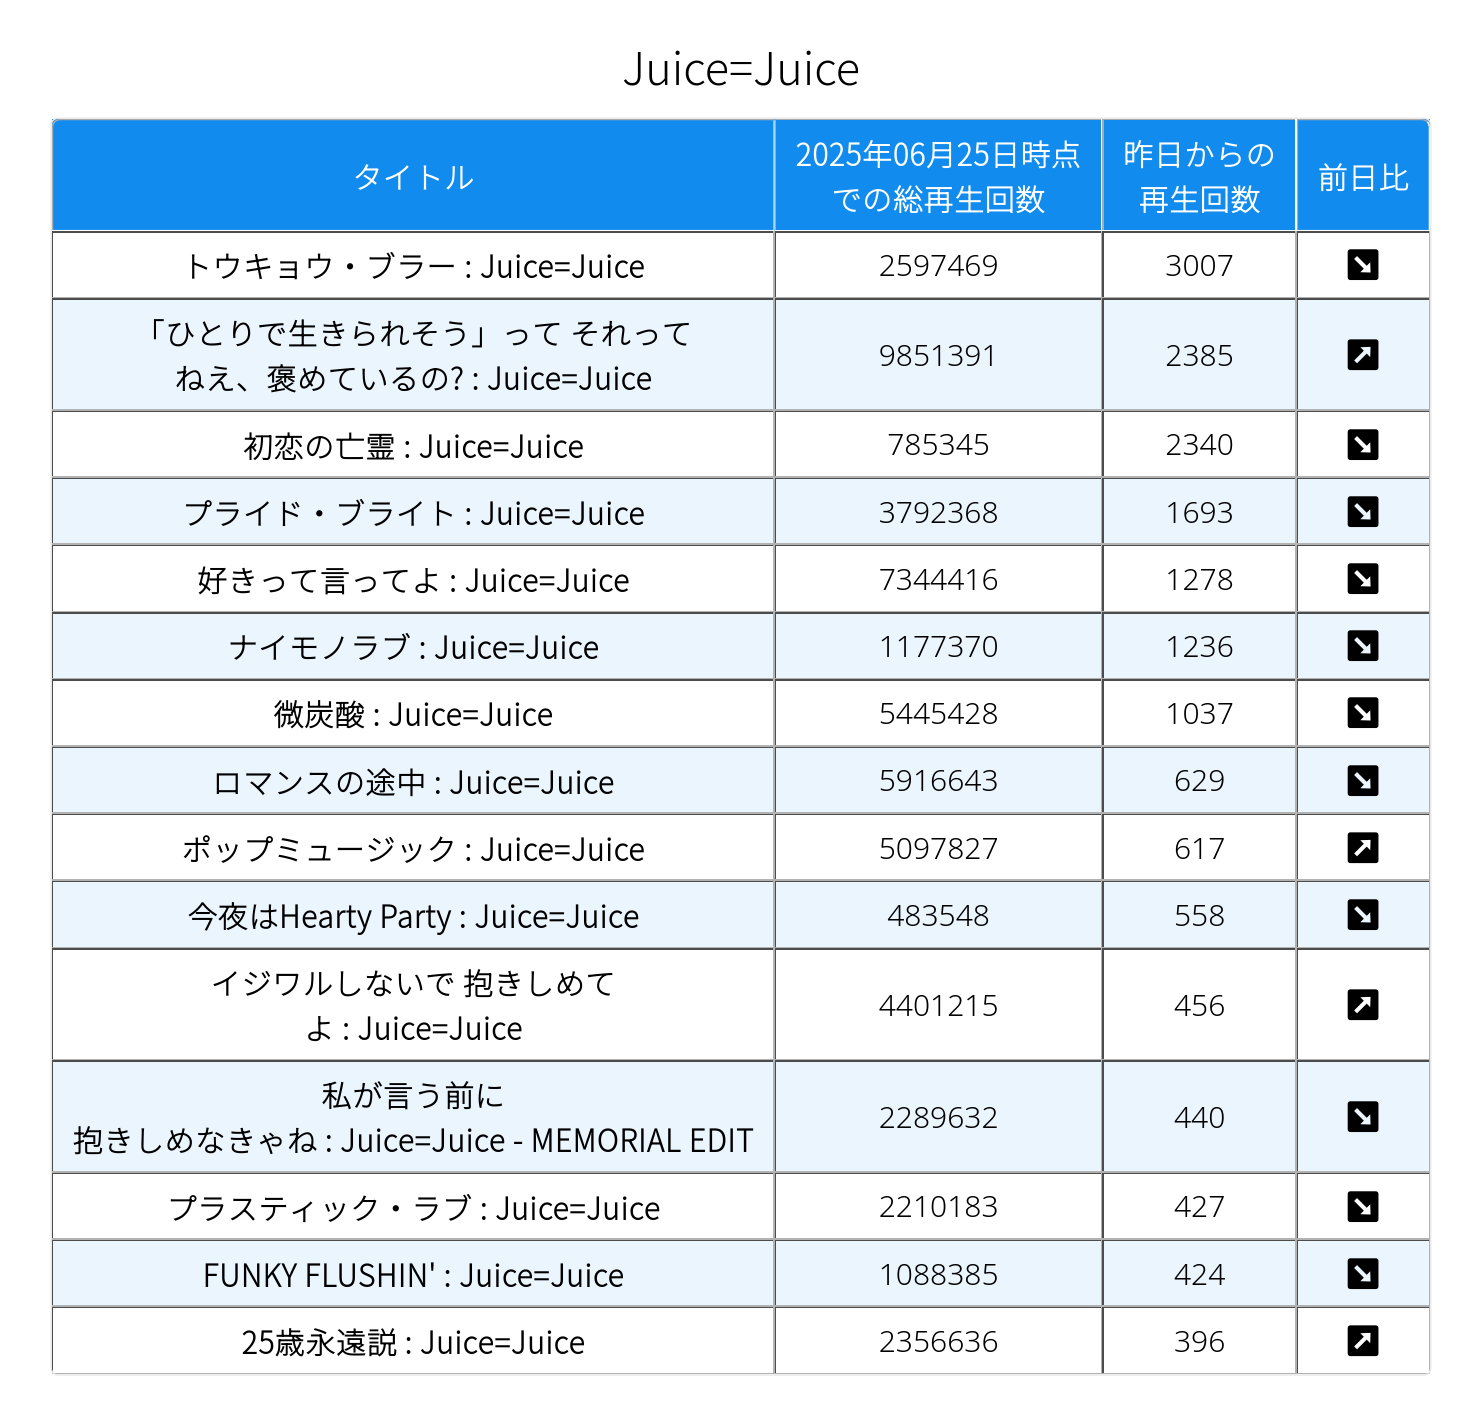 Juice=Juice
タイトル
2025年06月25日時点
での総再生回数
昨日からの
再生回数
前日比
トウキョウ・ブラー : Juice=Juice
2597469
3007
「ひとりで生きられそう」って それって
ねえ、褒めているの? : Juice=Juice
9851391
2385
初恋の亡霊 : Juice=Juice
785345
2340
プライド・ブライト : Juice=Juice
3792368
1693
好きって言ってよ : Juice=Juice
7344416
1278
ナイモノラブ : Juice=Juice
1177370
1236
微炭酸 : Juice=Juice
5445428
1037
ロマンスの途中 : Juice=Juice
5916643
629
ポップミュージック : Juice=Juice
5097827
617
今夜はHearty Party : Juice=Juice
483548
558
イジワルしないで 抱きしめて
よ : Juice=Juice
4401215
456
私が言う前に
抱きしめなきゃね : Juice=Juice - MEMORIAL EDIT
2289632
440
プラスティック・ラブ : Juice=Juice
2210183
427
FUNKY FLUSHIN' : Juice=Juice
1088385
424
25歳永遠説 : Juice=Juice
2356636
396